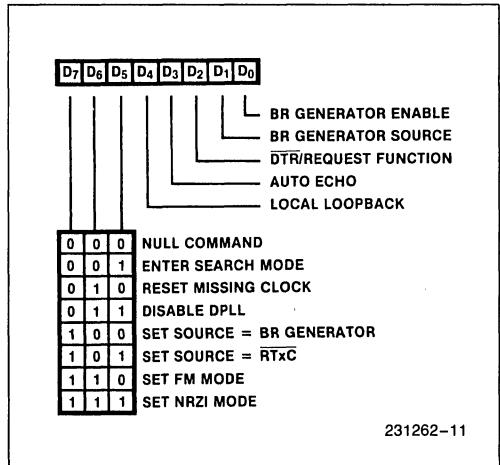 D7 D6 D5 D4 D3 D2 D1 D0
BR GENERATOR ENABLE
BR GENERATOR SOURCE
DTR/REQUEST FUNCTION
AUTO ECHO
LOCAL LOOPBACK
0 0 0 NULL COMMAND
0 0 1 ENTER SEARCH MODE
0 1 0 RESET MISSING CLOCK
0 1 1 DISABLE DPLL
1 0 0 SET SOURCE = BR GENERATOR
1 0 1 SET SOURCE = RTxC
1 1 0 SET FM MODE
1 1 1 SET NRZI MODE
231262-11